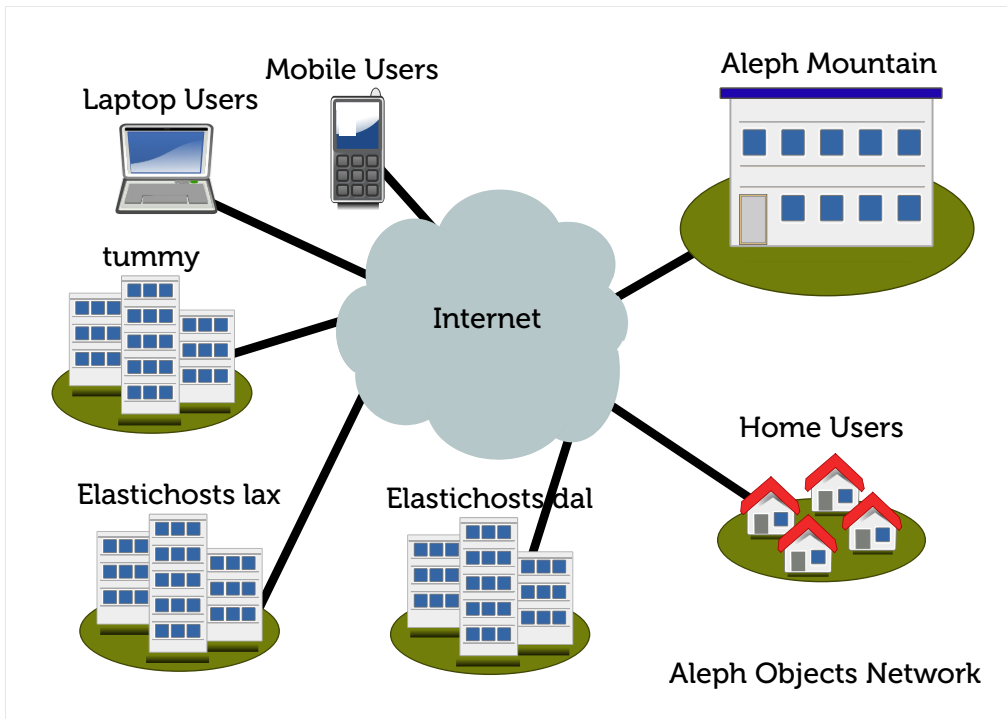 Mobile Users
Aleph Mountain
Laptop Users
tummy
Internet
Home Users
Elastichosts lax
Elastichosts dal
Aleph Objects Network